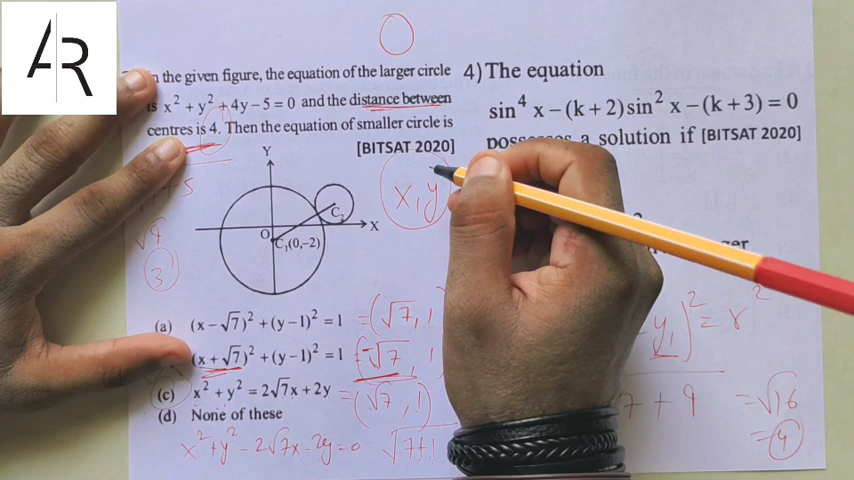 AR
n the given figure, the equation of the larger circle
is x² + y² + 4y − 5 = 0 and the distance between
centres is 4. Then the equation of smaller circle is
[BITSAT 2020]
Y
X
O
C₁(0,−2)
C₂
(a) (x − √7)² + (y − 1)² = 1 = (√7, 1
(x + √7)² + (y − 1)² = 1 (−√7, 1
(c) x² + y² = 2√7x + 2y = (√7, 1)
(d) None of these
x² + y² − 2√7x − 2y = 0 √7+1
+5
√9
3
x, y
4) The equation
sin⁴ x − (k + 2) sin² x − (k + 3) = 0
possesses a solution if [BITSAT 2020]
− y₁)² = r²
7 + 9 = √16
= 4